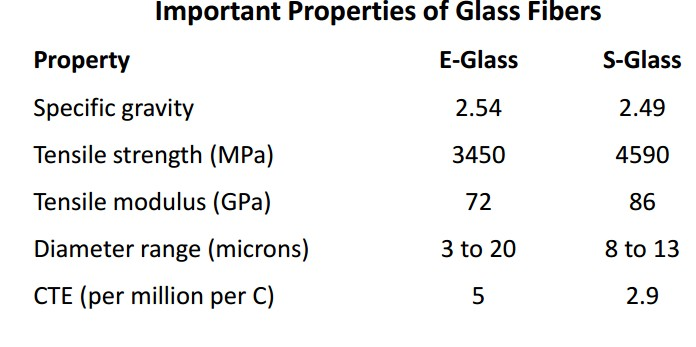 Important Properties of Glass Fibers
Property E-Glass S-Glass
Specific gravity 2.54 2.49
Tensile strength (MPa) 3450 4590
Tensile modulus (GPa) 72 86
Diameter range (microns) 3 to 20 8 to 13
CTE (per million per C) 5 2.9